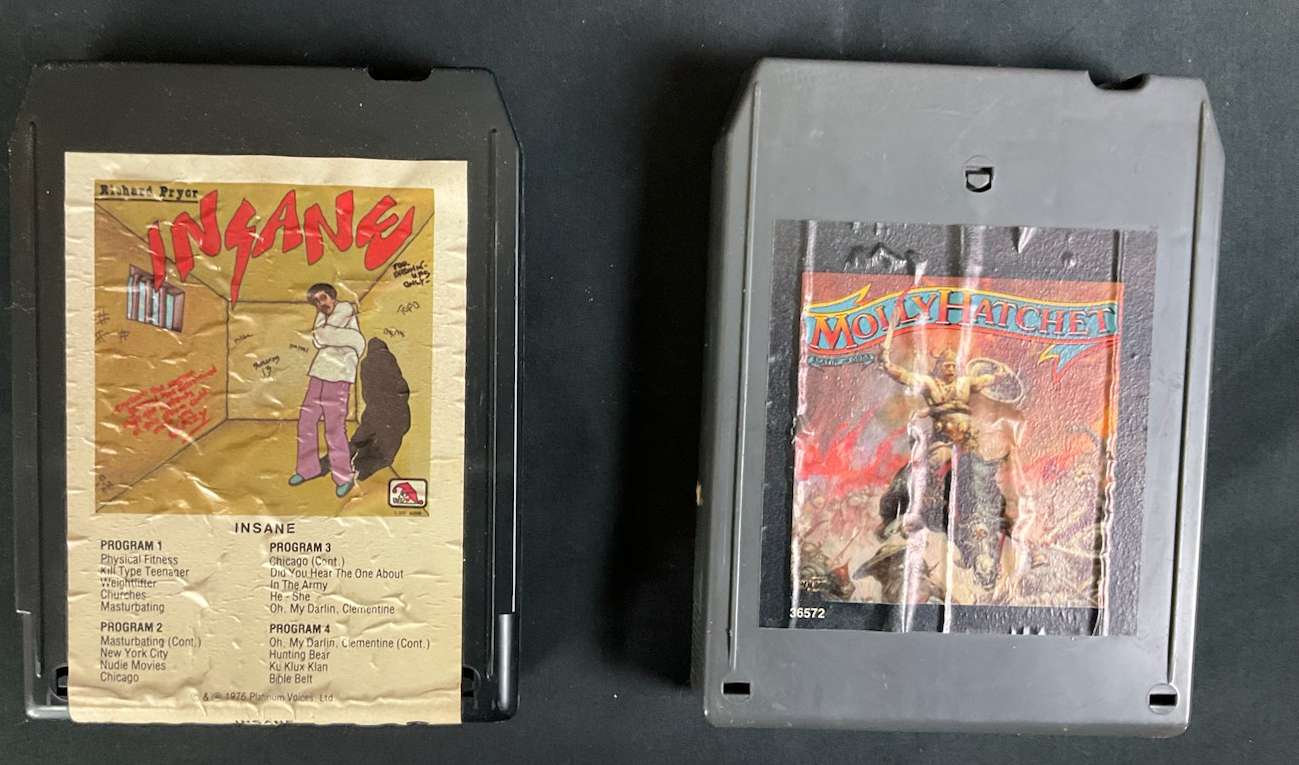 Richard Pryor
INSANE
INSANE
PROGRAM 1
Physical Fitness
Kill Type Teenager
Weightlifter
Churches
Masturbating
PROGRAM 2
Masturbating (Cont.)
New York City
Nudie Movies
Chicago
PROGRAM 3
Chicago (Cont.)
Did You Hear The One About
In The Army
He - She
Oh, My Darlin, Clementine
PROGRAM 4
Oh, My Darlin, Clementine (Cont.)
Hunting Bear
Ku Klux Klan
Bible Belt
© & ℗ 1976 Platinum Voices, Ltd
INSANE
MOLLY HATCHET
36572